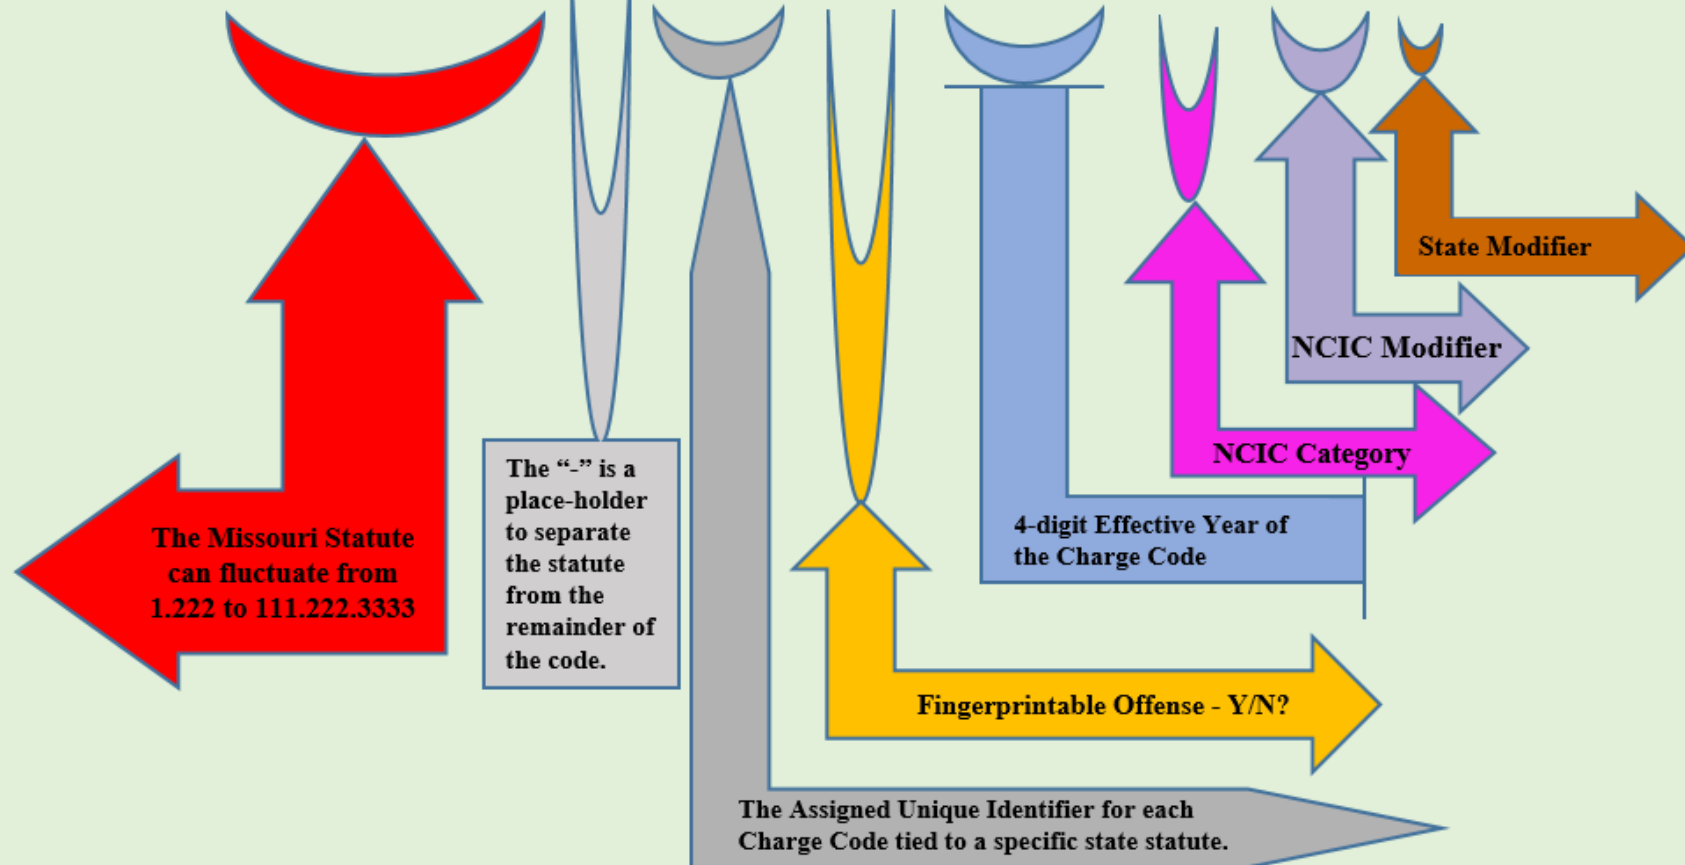 The Missouri Statute
can fluctuate from
1.222 to 111.222.3333
The “-” is a
place-holder
to separate
the statute
from the
remainder of
the code.
The Assigned Unique Identifier for each
Charge Code tied to a specific state statute.
Fingerprintable Offense - Y/N?
4-digit Effective Year of
the Charge Code
NCIC Category
NCIC Modifier
State Modifier